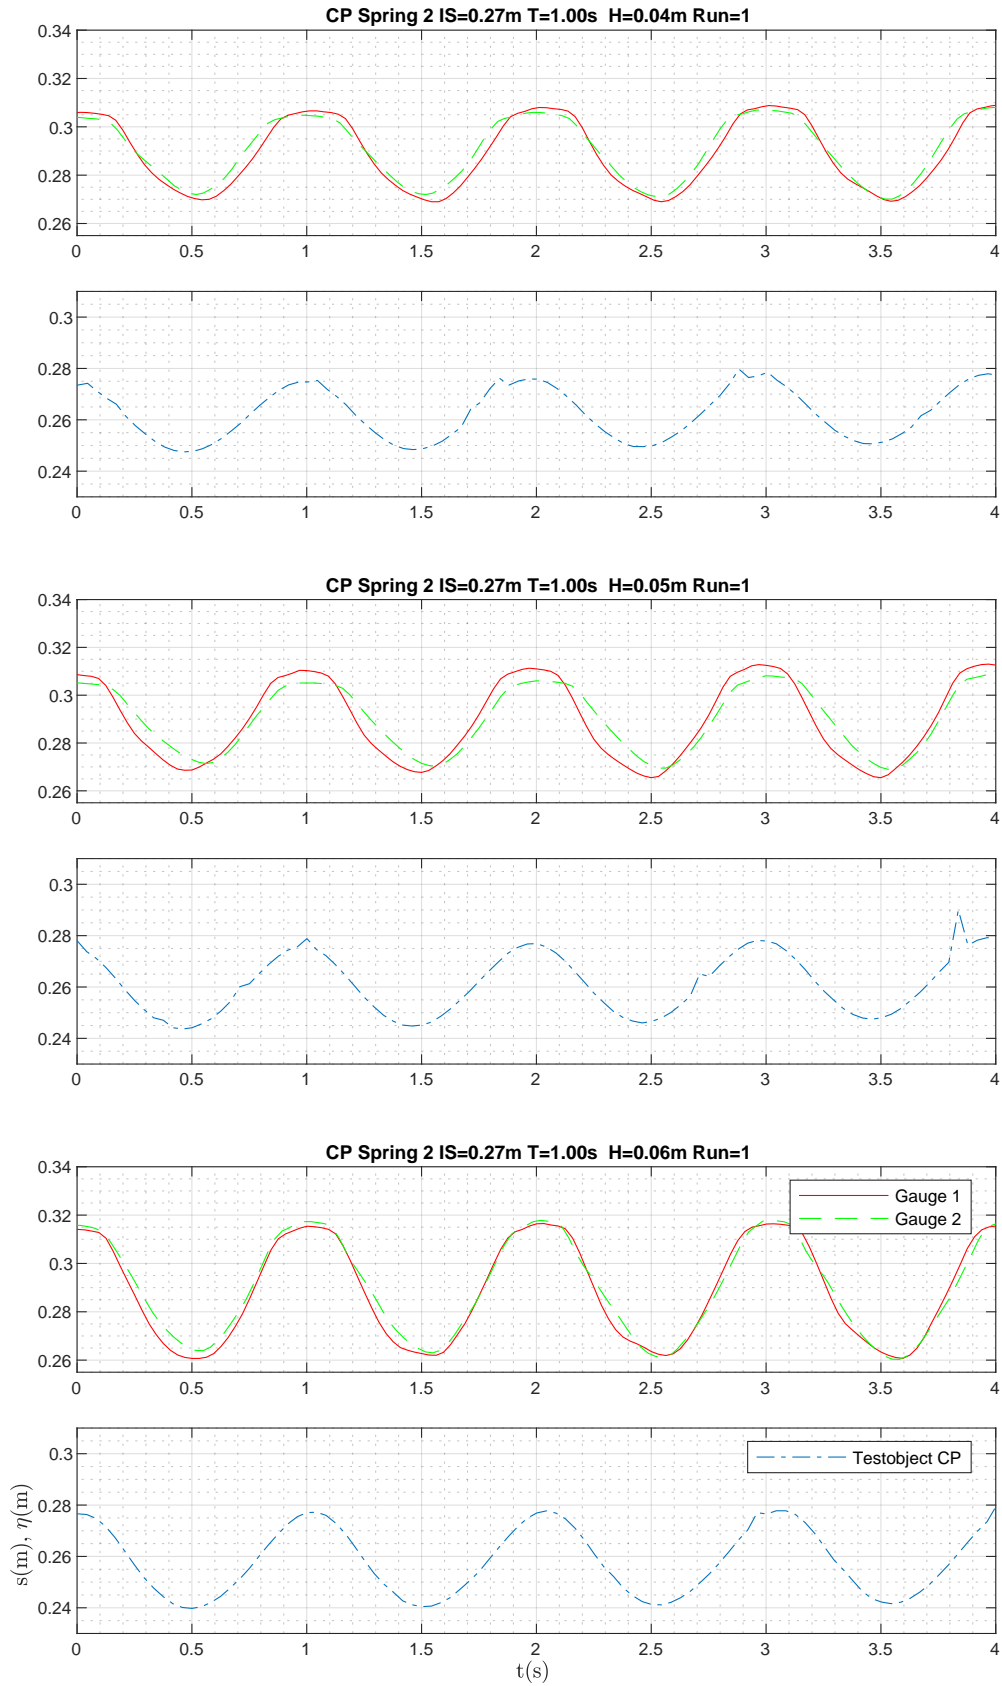 CP Spring 2 IS=0.27m T=1.00s  H=0.04m Run=1
0.34
0.32
0.3
0.28
0.26
0 0.5 1 1.5 2 2.5 3 3.5 4
0.3
0.28
0.26
0.24
0 0.5 1 1.5 2 2.5 3 3.5 4
CP Spring 2 IS=0.27m T=1.00s  H=0.05m Run=1
0.34
0.32
0.3
0.28
0.26
0 0.5 1 1.5 2 2.5 3 3.5 4
0.3
0.28
0.26
0.24
0 0.5 1 1.5 2 2.5 3 3.5 4
CP Spring 2 IS=0.27m T=1.00s  H=0.06m Run=1
0.34
Gauge 1
Gauge 2
0.32
0.3
0.28
0.26
0 0.5 1 1.5 2 2.5 3 3.5 4
Testobject CP
0.3
0.28
0.26
0.24
s(m), η(m)
0 0.5 1 1.5 2 2.5 3 3.5 4
t(s)